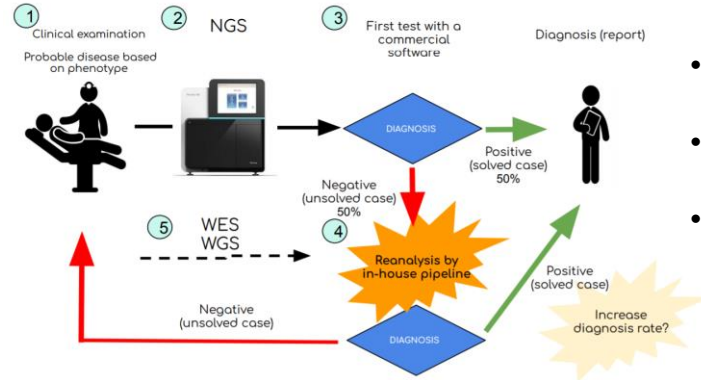 1
Clinical examination
Probable disease based
on phenotype
2
NGS
3
First test with a
commercial
software
Diagnosis (report)
DIAGNOSIS
Positive
(solved case)
50%
Negative
(unsolved case)
50%
5
WES
WGS
4
Reanalysis by
in-house pipeline
Positive
(solved case)
Negative
(unsolved case)
DIAGNOSIS
Increase
diagnosis rate?